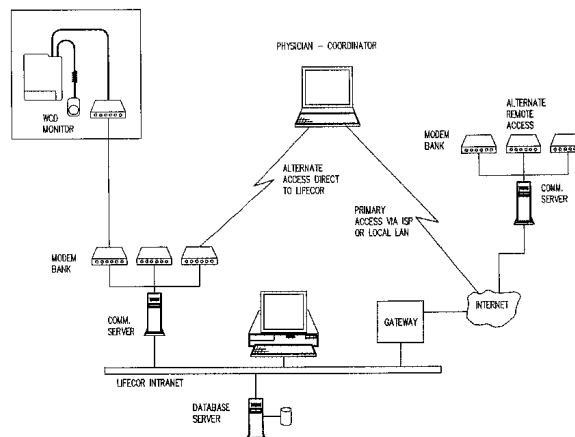 PHYSICIAN - COORDINATOR
WCD
MONITOR
ALTERNATE
REMOTE
ACCESS
MODEM
BANK
COMM.
SERVER
ALTERNATE
ACCESS DIRECT
TO LIFECOR
PRIMARY
ACCESS VIA ISP
OR LOCAL LAN
MODEM
BANK
COMM.
SERVER
INTERNET
GATEWAY
LIFECOR INTRANET
DATABASE
SERVER